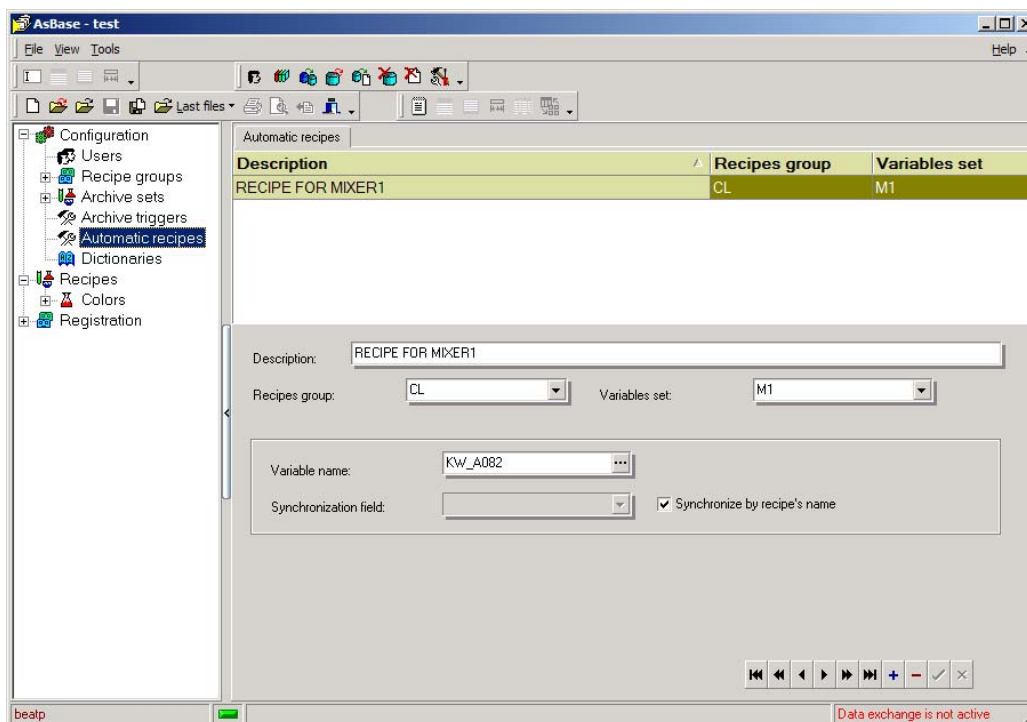 AsBase - test
File View Tools Help
Last files
Configuration
Users
Recipe groups
Archive sets
Archive triggers
Automatic recipes
Dictionaries
Recipes
Colors
Registration
Automatic recipes
Description Recipes group Variables set
RECIPE FOR MIXER1 CL M1
Description: RECIPE FOR MIXER1
Recipes group: CL Variables set: M1
Variable name: KW_A082 ...
Synchronization field: Synchronize by recipe's name
beatp Data exchange is not active